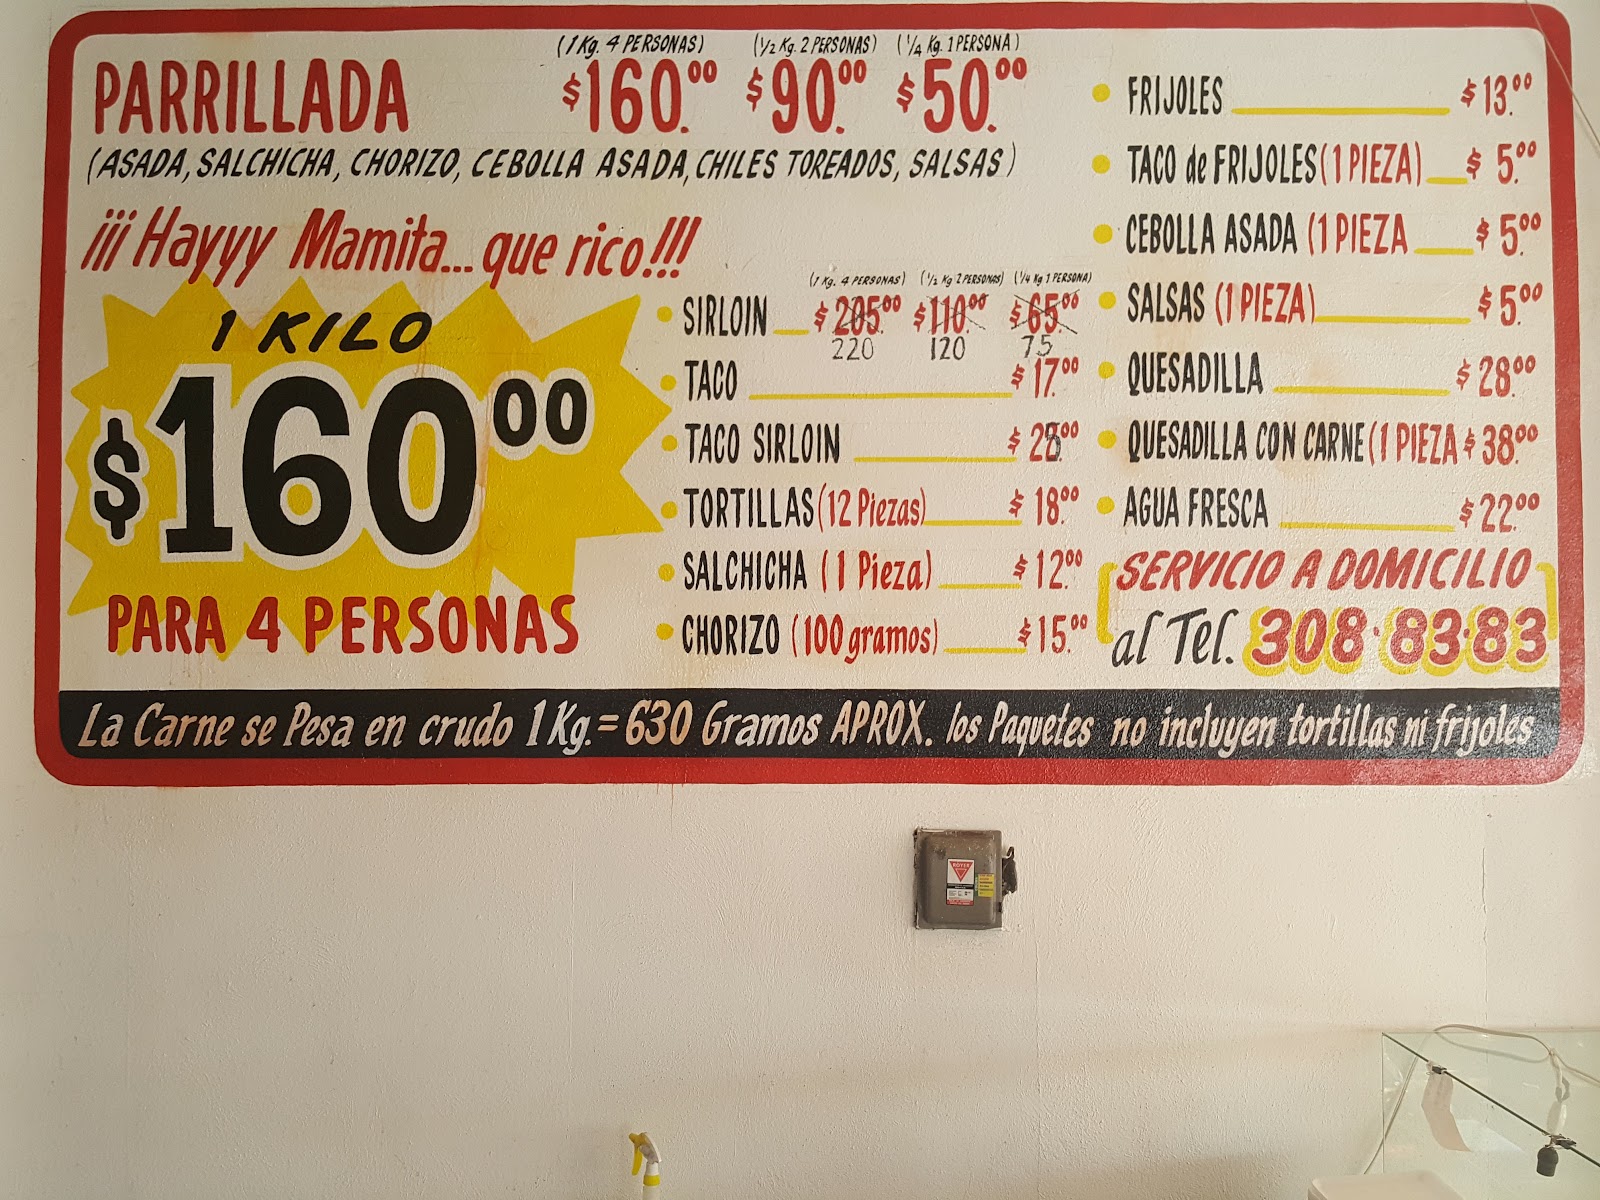 (1 Kg. 4 PERSONAS) (1/2 Kg. 2 PERSONAS) (1/4 Kg. 1 PERSONA)
PARRILLADA $160.00 $90.00 $50.00
(ASADA, SALCHICHA, CHORIZO, CEBOLLA ASADA, CHILES TOREADOS, SALSAS)
¡¡¡Hayyy Mamita... que rico!!!
1 KILO
$160.00
PARA 4 PERSONAS
(1 Kg. 4 PERSONAS) (1/2 Kg 2 PERSONAS) (1/4 Kg 1 PERSONA)
SIRLOIN $205.00 $110.00 $65.00
220 120 75
TACO $17.00
TACO SIRLOIN $28.00
TORTILLAS (12 Piezas) $18.00
SALCHICHA (1 Pieza) $12.00
CHORIZO (100 gramos) $15.00
FRIJOLES $13.00
TACO de FRIJOLES (1 PIEZA) $5.00
CEBOLLA ASADA (1 PIEZA $5.00
SALSAS (1 PIEZA) $5.00
QUESADILLA $28.00
QUESADILLA CON CARNE (1 PIEZA $38.00
AGUA FRESCA $22.00
SERVICIO A DOMICILIO
al Tel. 308·83·83
La Carne se Pesa en crudo 1 Kg. = 630 Gramos APROX. los Paquetes no incluyen tortillas ni frijoles